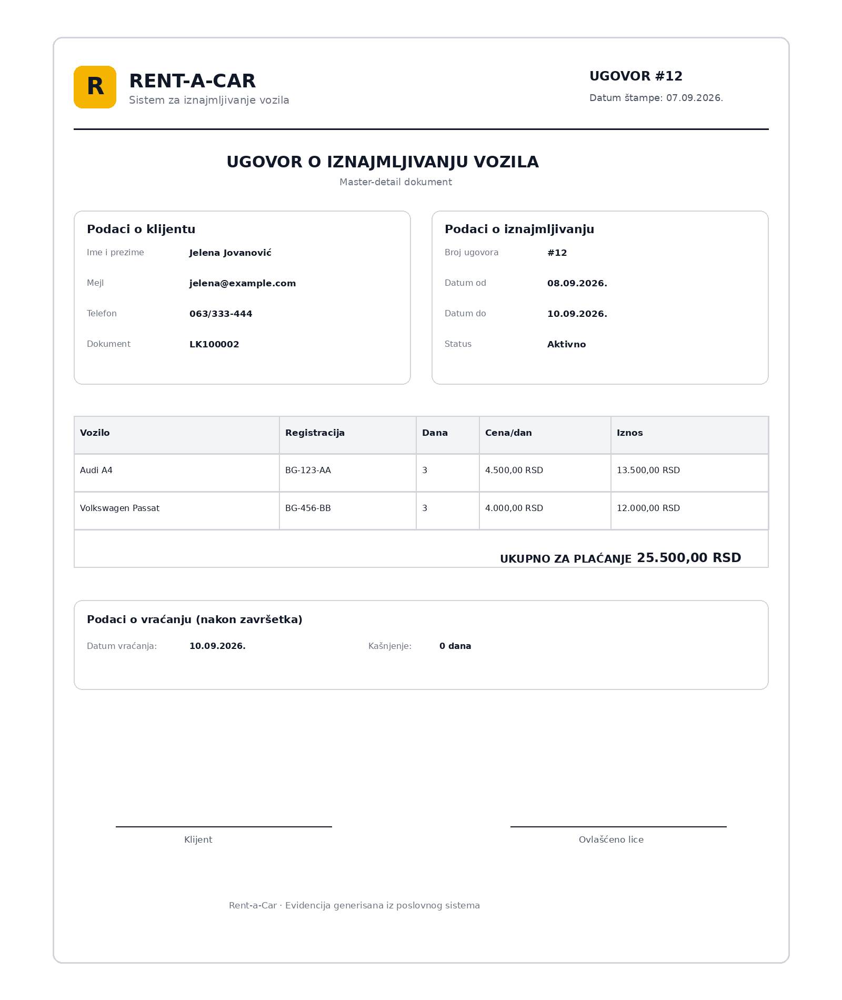 R
RENT-A-CAR
Sistem za iznajmljivanje vozila
UGOVOR #12
Datum štampe: 07.09.2026.
UGOVOR O IZNAJMLJIVANJU VOZILA
Master-detail dokument
Podaci o klijentu
Ime i prezime Jelena Jovanović
Mejl jelena@example.com
Telefon 063/333-444
Dokument LK100002
Podaci o iznajmljivanju
Broj ugovora #12
Datum od 08.09.2026.
Datum do 10.09.2026.
Status Aktivno
Vozilo Registracija Dana Cena/dan Iznos
Audi A4 BG-123-AA 3 4.500,00 RSD 13.500,00 RSD
Volkswagen Passat BG-456-BB 3 4.000,00 RSD 12.000,00 RSD
UKUPNO ZA PLAĆANJE 25.500,00 RSD
Podaci o vraćanju (nakon završetka)
Datum vraćanja: 10.09.2026. Kašnjenje: 0 dana
Klijent Ovlašćeno lice
Rent-a-Car · Evidencija generisana iz poslovnog sistema